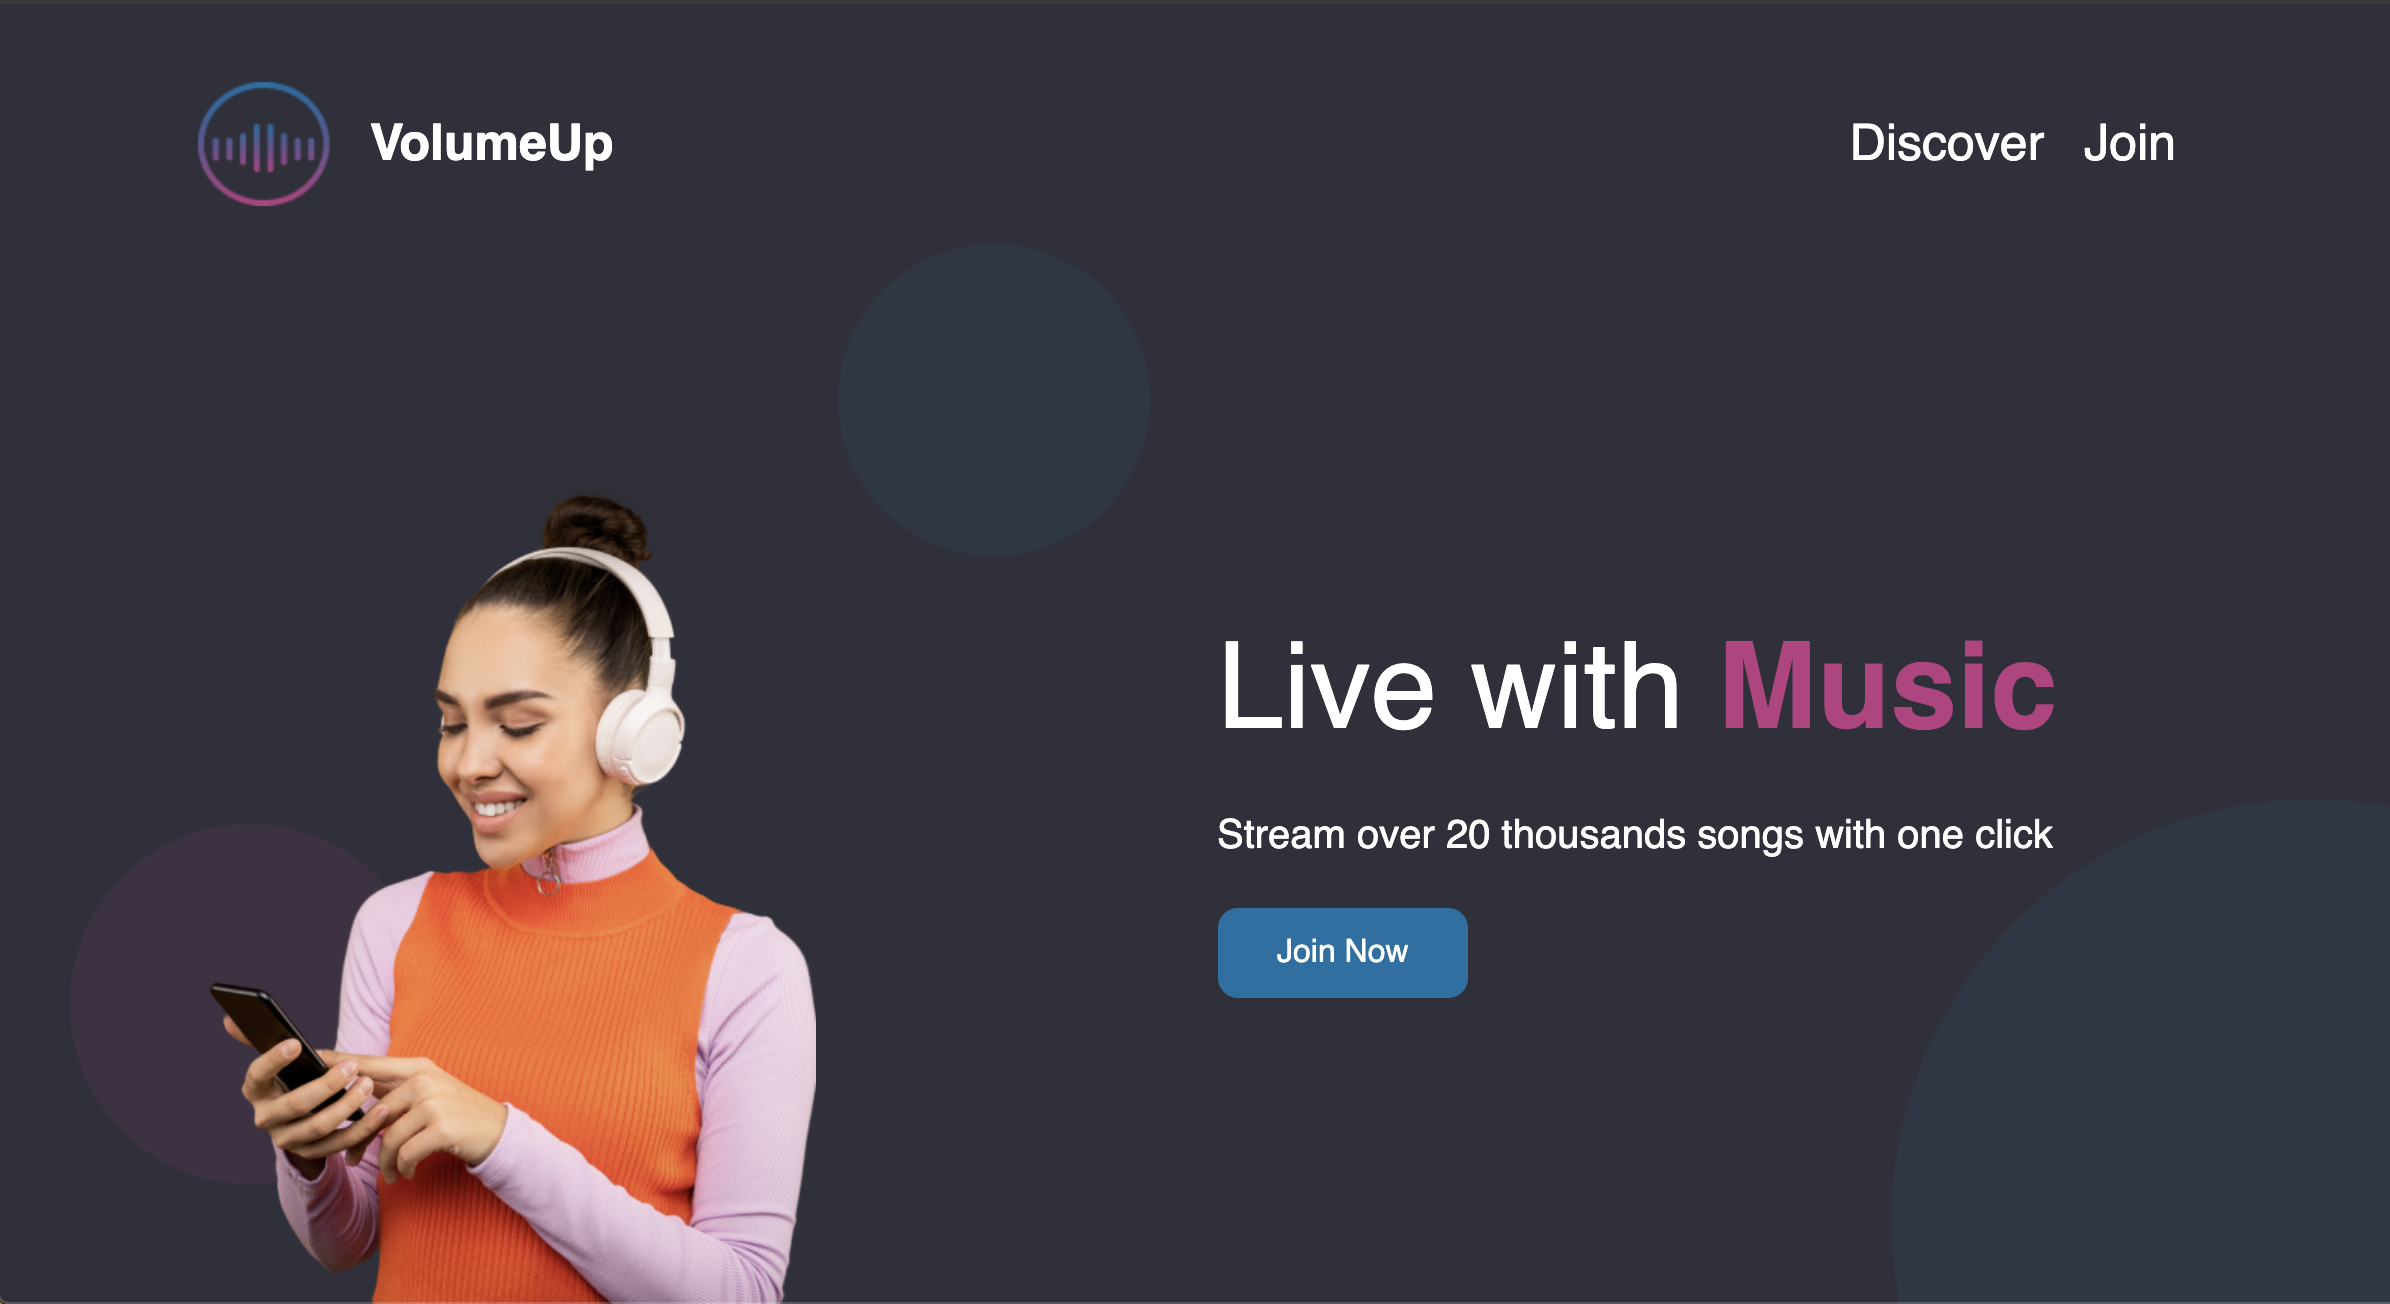 VolumeUp
Discover Join
Live with Music
Stream over 20 thousands songs with one click
Join Now